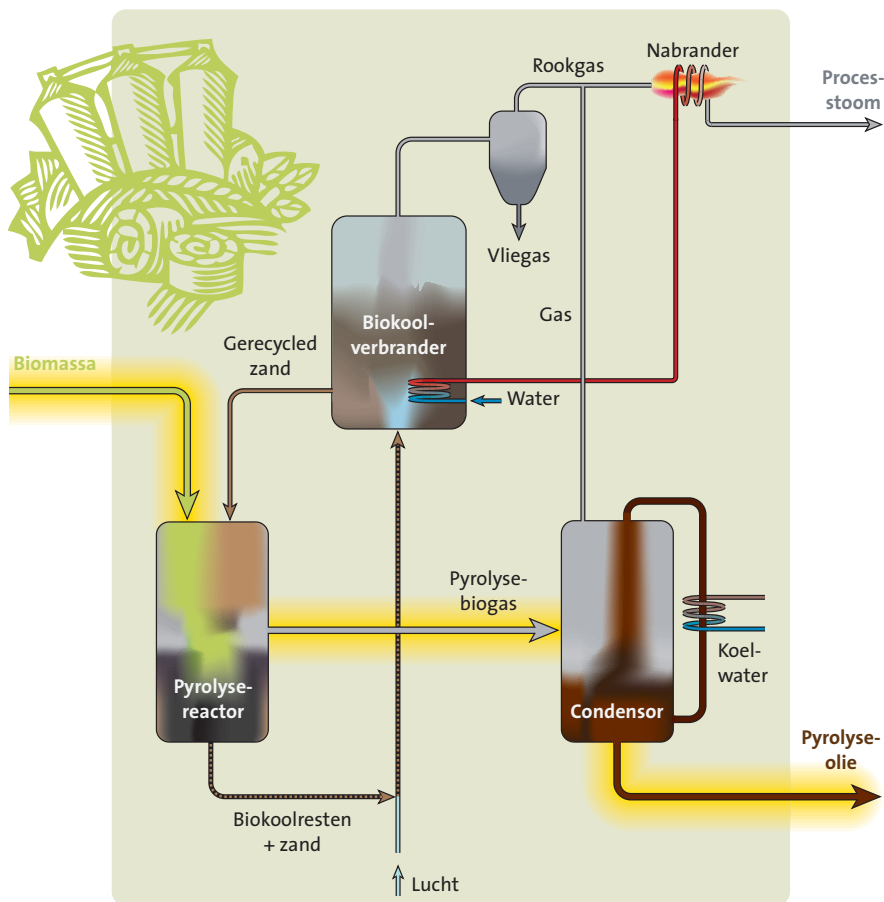 Nabrander
Rookgas
Proces-
stoom
Vliegas
Biokool-
verbrander
Gas
Gerecycled
zand
Biomassa
Water
Pyrolyse-
biogas
Koel-
water
Pyrolyse-
reactor
Condensor
Pyrolyse-
olie
Biokoolresten
+ zand
Lucht